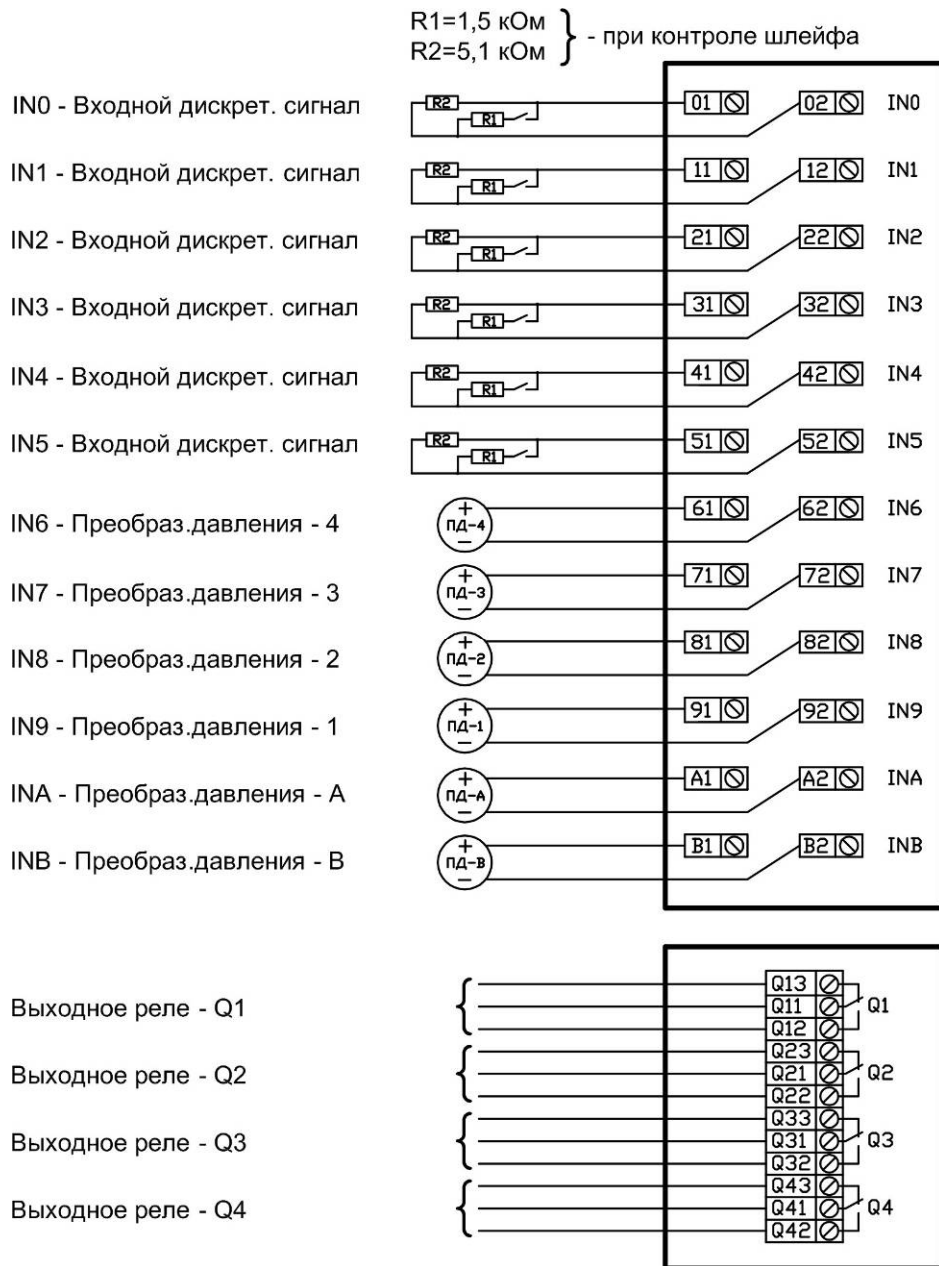 R1=1,5 кОм
R2=5,1 кОм
- при контроле шлейфа
IN0 - Входной дискрет. сигнал R2 R1 01 02 IN0
IN1 - Входной дискрет. сигнал R2 R1 11 12 IN1
IN2 - Входной дискрет. сигнал R2 R1 21 22 IN2
IN3 - Входной дискрет. сигнал R2 R1 31 32 IN3
IN4 - Входной дискрет. сигнал R2 R1 41 42 IN4
IN5 - Входной дискрет. сигнал R2 R1 51 52 IN5
IN6 - Преобраз.давления - 4 + ПД-4 − 61 62 IN6
IN7 - Преобраз.давления - 3 + ПД-3 − 71 72 IN7
IN8 - Преобраз.давления - 2 + ПД-2 − 81 82 IN8
IN9 - Преобраз.давления - 1 + ПД-1 − 91 92 IN9
INA - Преобраз.давления - A + ПД-A − A1 A2 INA
INB - Преобраз.давления - B + ПД-B − B1 B2 INB
Q13
Выходное реле - Q1 Q11 Q1
Q12
Q23
Выходное реле - Q2 Q21 Q2
Q22
Q33
Выходное реле - Q3 Q31 Q3
Q32
Q43
Выходное реле - Q4 Q41 Q4
Q42